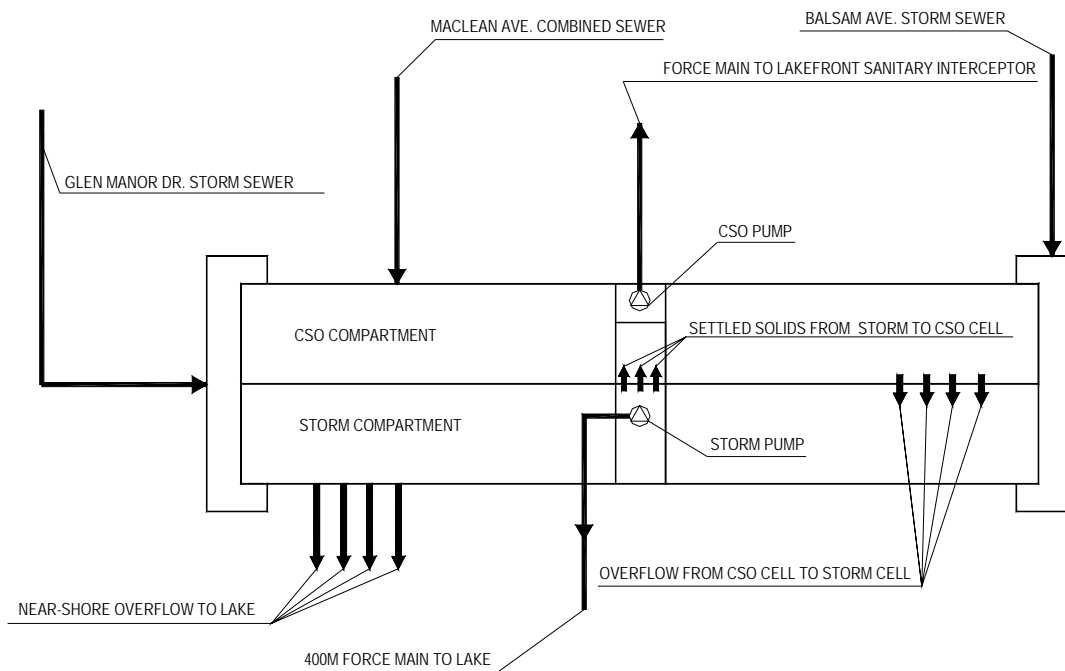 BALSAM AVE. STORM SEWER
MACLEAN AVE. COMBINED SEWER
FORCE MAIN TO LAKEFRONT SANITARY INTERCEPTOR
GLEN MANOR DR. STORM SEWER
CSO PUMP
CSO COMPARTMENT
SETTLED SOLIDS FROM STORM TO CSO CELL
STORM COMPARTMENT
STORM PUMP
OVERFLOW FROM CSO CELL TO STORM CELL
NEAR-SHORE OVERFLOW TO LAKE
400M FORCE MAIN TO LAKE